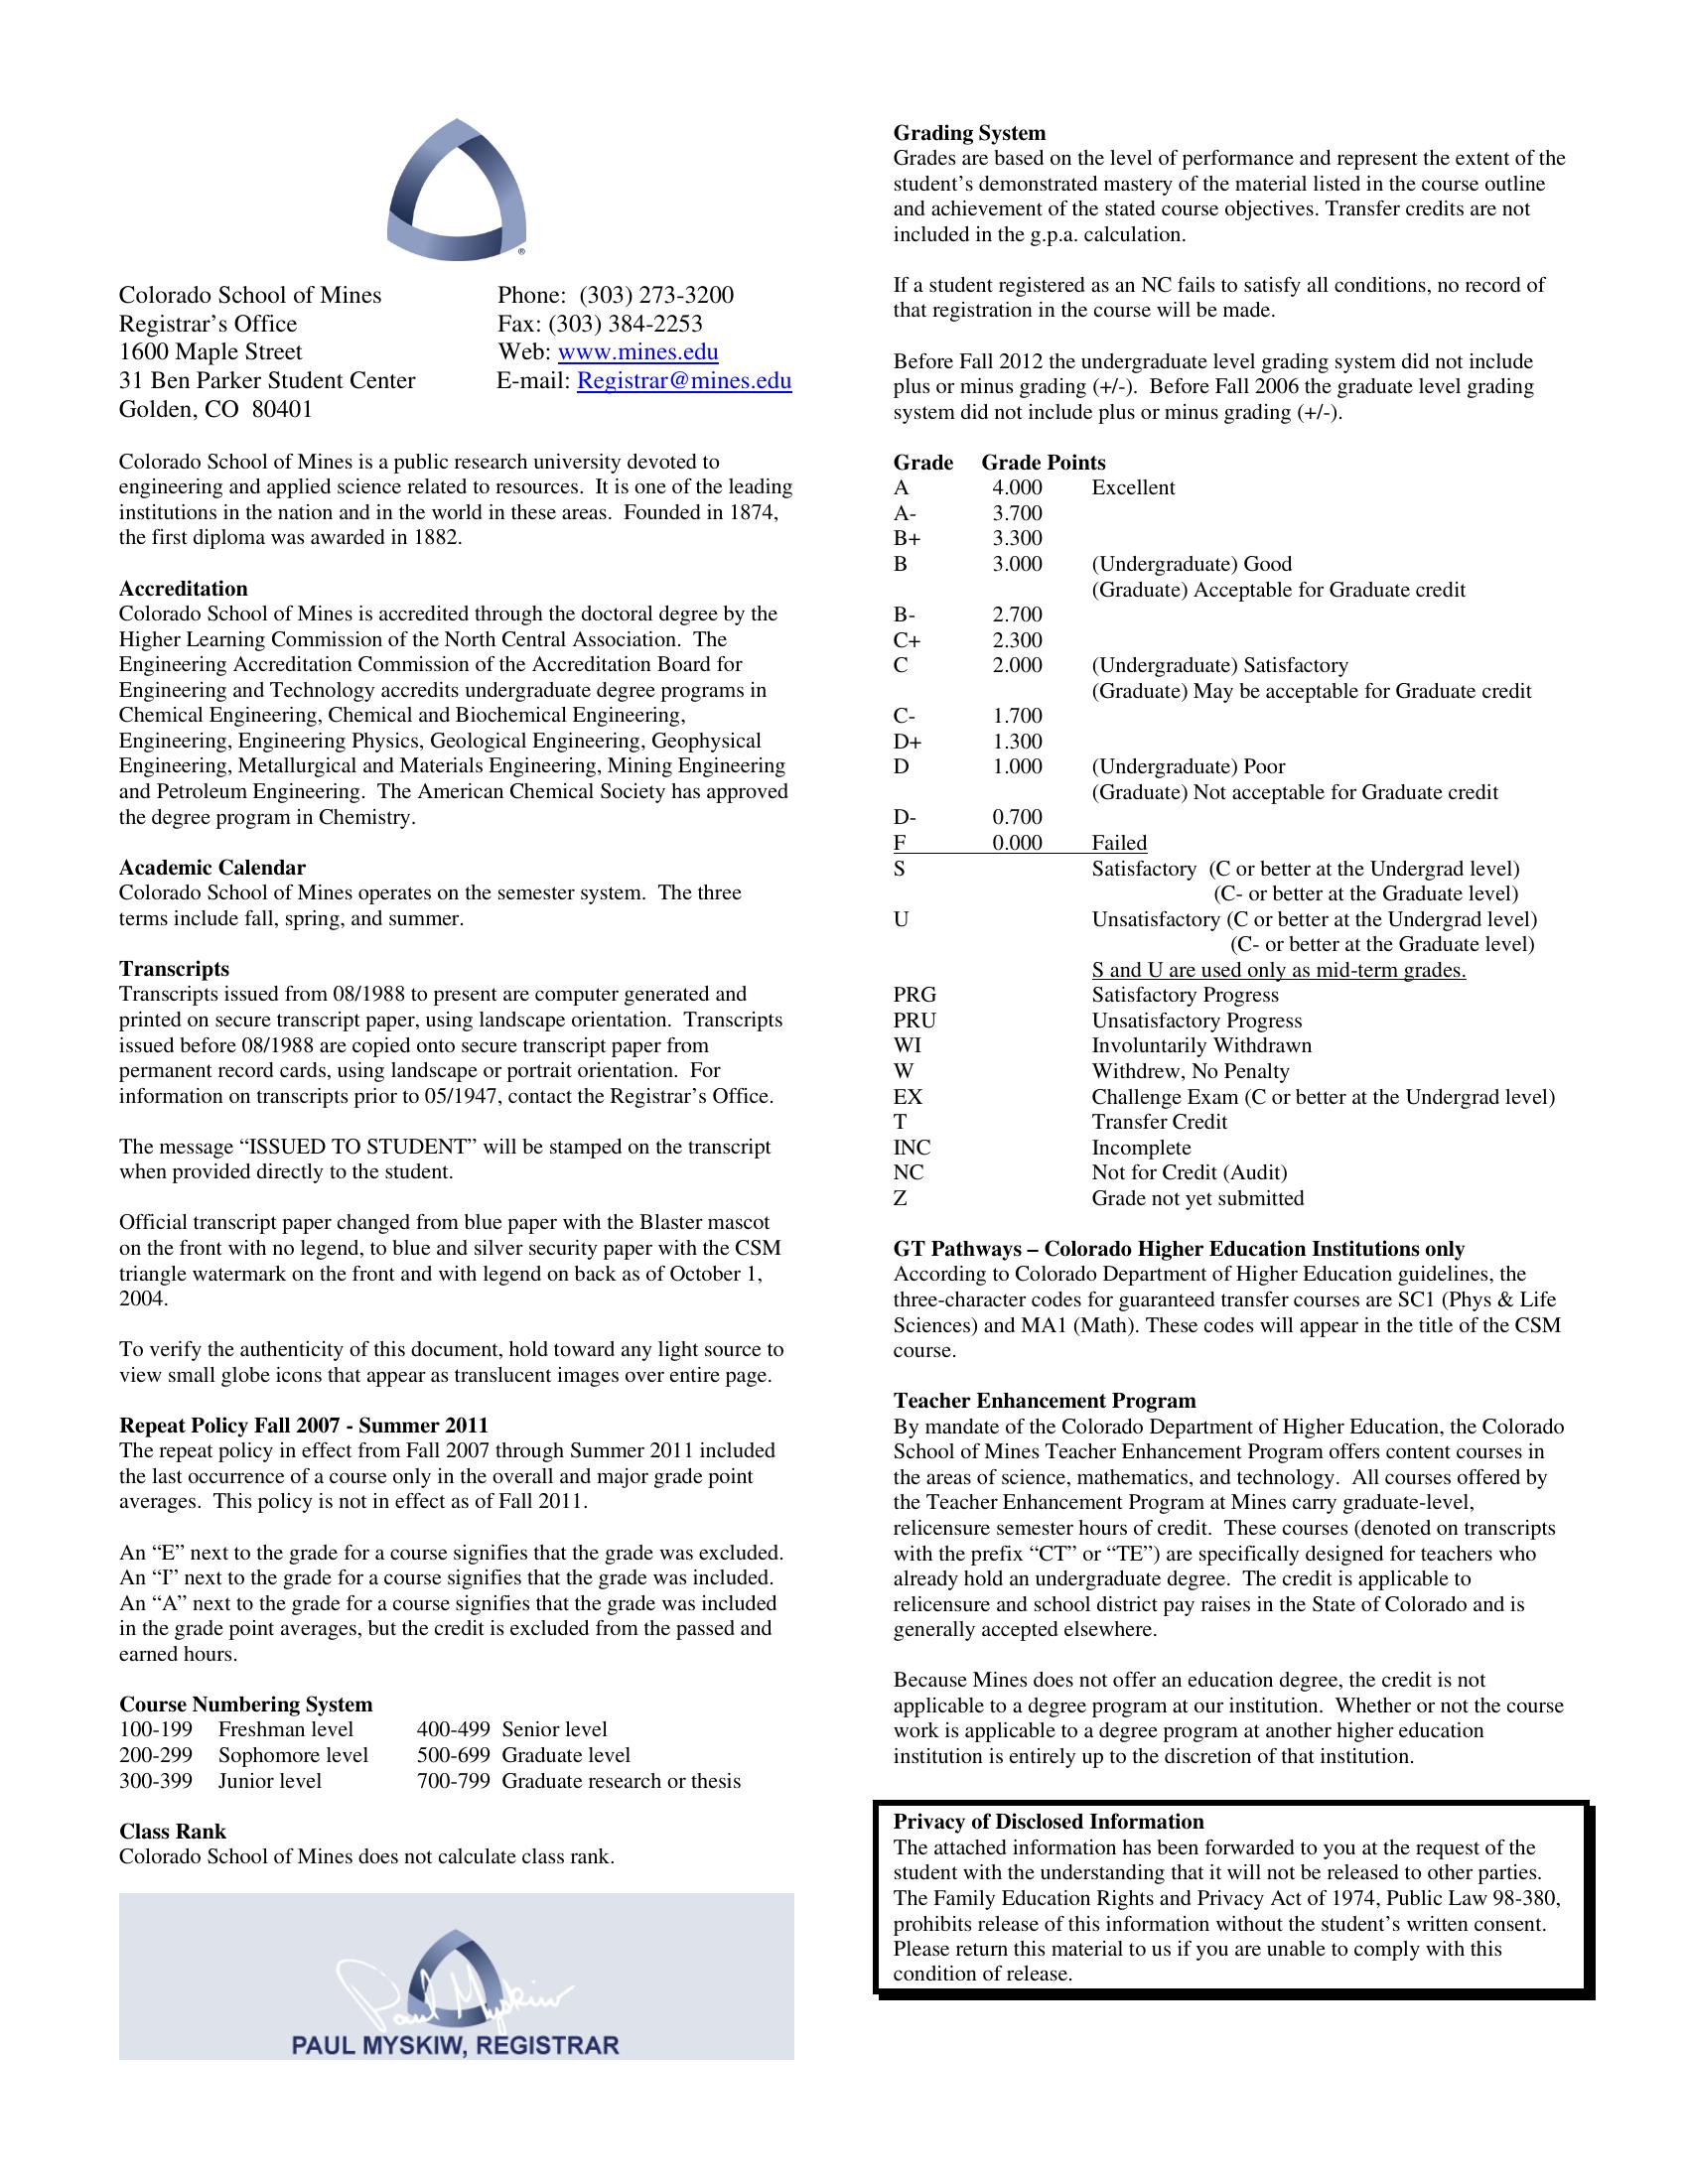 Colorado School of Mines Phone: (303) 273-3200
Registrar’s Office Fax: (303) 384-2253
1600 Maple Street Web: www.mines.edu
31 Ben Parker Student Center E-mail: Registrar@mines.edu
Golden, CO 80401
Colorado School of Mines is a public research university devoted to
engineering and applied science related to resources. It is one of the leading
institutions in the nation and in the world in these areas. Founded in 1874,
the first diploma was awarded in 1882.
Accreditation
Colorado School of Mines is accredited through the doctoral degree by the
Higher Learning Commission of the North Central Association. The
Engineering Accreditation Commission of the Accreditation Board for
Engineering and Technology accredits undergraduate degree programs in
Chemical Engineering, Chemical and Biochemical Engineering,
Engineering, Engineering Physics, Geological Engineering, Geophysical
Engineering, Metallurgical and Materials Engineering, Mining Engineering
and Petroleum Engineering. The American Chemical Society has approved
the degree program in Chemistry.
Academic Calendar
Colorado School of Mines operates on the semester system. The three
terms include fall, spring, and summer.
Transcripts
Transcripts issued from 08/1988 to present are computer generated and
printed on secure transcript paper, using landscape orientation. Transcripts
issued before 08/1988 are copied onto secure transcript paper from
permanent record cards, using landscape or portrait orientation. For
information on transcripts prior to 05/1947, contact the Registrar’s Office.
The message “ISSUED TO STUDENT” will be stamped on the transcript
when provided directly to the student.
Official transcript paper changed from blue paper with the Blaster mascot
on the front with no legend, to blue and silver security paper with the CSM
triangle watermark on the front and with legend on back as of October 1,
2004.
To verify the authenticity of this document, hold toward any light source to
view small globe icons that appear as translucent images over entire page.
Repeat Policy Fall 2007 - Summer 2011
The repeat policy in effect from Fall 2007 through Summer 2011 included
the last occurrence of a course only in the overall and major grade point
averages. This policy is not in effect as of Fall 2011.
An “E” next to the grade for a course signifies that the grade was excluded.
An “I” next to the grade for a course signifies that the grade was included.
An “A” next to the grade for a course signifies that the grade was included
in the grade point averages, but the credit is excluded from the passed and
earned hours.
Course Numbering System
100-199 Freshman level 400-499 Senior level
200-299 Sophomore level 500-699 Graduate level
300-399 Junior level 700-799 Graduate research or thesis
Class Rank
Colorado School of Mines does not calculate class rank.
Paul Myskiw
PAUL MYSKIW, REGISTRAR
Grading System
Grades are based on the level of performance and represent the extent of the
student’s demonstrated mastery of the material listed in the course outline
and achievement of the stated course objectives. Transfer credits are not
included in the g.p.a. calculation.
If a student registered as an NC fails to satisfy all conditions, no record of
that registration in the course will be made.
Before Fall 2012 the undergraduate level grading system did not include
plus or minus grading (+/-). Before Fall 2006 the graduate level grading
system did not include plus or minus grading (+/-).
Grade Grade Points
A 4.000 Excellent
A- 3.700
B+ 3.300
B 3.000 (Undergraduate) Good
(Graduate) Acceptable for Graduate credit
B- 2.700
C+ 2.300
C 2.000 (Undergraduate) Satisfactory
(Graduate) May be acceptable for Graduate credit
C- 1.700
D+ 1.300
D 1.000 (Undergraduate) Poor
(Graduate) Not acceptable for Graduate credit
D- 0.700
F 0.000 Failed
S Satisfactory (C or better at the Undergrad level)
(C- or better at the Graduate level)
U Unsatisfactory (C or better at the Undergrad level)
(C- or better at the Graduate level)
S and U are used only as mid-term grades.
PRG Satisfactory Progress
PRU Unsatisfactory Progress
WI Involuntarily Withdrawn
W Withdrew, No Penalty
EX Challenge Exam (C or better at the Undergrad level)
T Transfer Credit
INC Incomplete
NC Not for Credit (Audit)
Z Grade not yet submitted
GT Pathways – Colorado Higher Education Institutions only
According to Colorado Department of Higher Education guidelines, the
three-character codes for guaranteed transfer courses are SC1 (Phys & Life
Sciences) and MA1 (Math). These codes will appear in the title of the CSM
course.
Teacher Enhancement Program
By mandate of the Colorado Department of Higher Education, the Colorado
School of Mines Teacher Enhancement Program offers content courses in
the areas of science, mathematics, and technology. All courses offered by
the Teacher Enhancement Program at Mines carry graduate-level,
relicensure semester hours of credit. These courses (denoted on transcripts
with the prefix “CT” or “TE”) are specifically designed for teachers who
already hold an undergraduate degree. The credit is applicable to
relicensure and school district pay raises in the State of Colorado and is
generally accepted elsewhere.
Because Mines does not offer an education degree, the credit is not
applicable to a degree program at our institution. Whether or not the course
work is applicable to a degree program at another higher education
institution is entirely up to the discretion of that institution.
Privacy of Disclosed Information
The attached information has been forwarded to you at the request of the
student with the understanding that it will not be released to other parties.
The Family Education Rights and Privacy Act of 1974, Public Law 98-380,
prohibits release of this information without the student’s written consent.
Please return this material to us if you are unable to comply with this
condition of release.